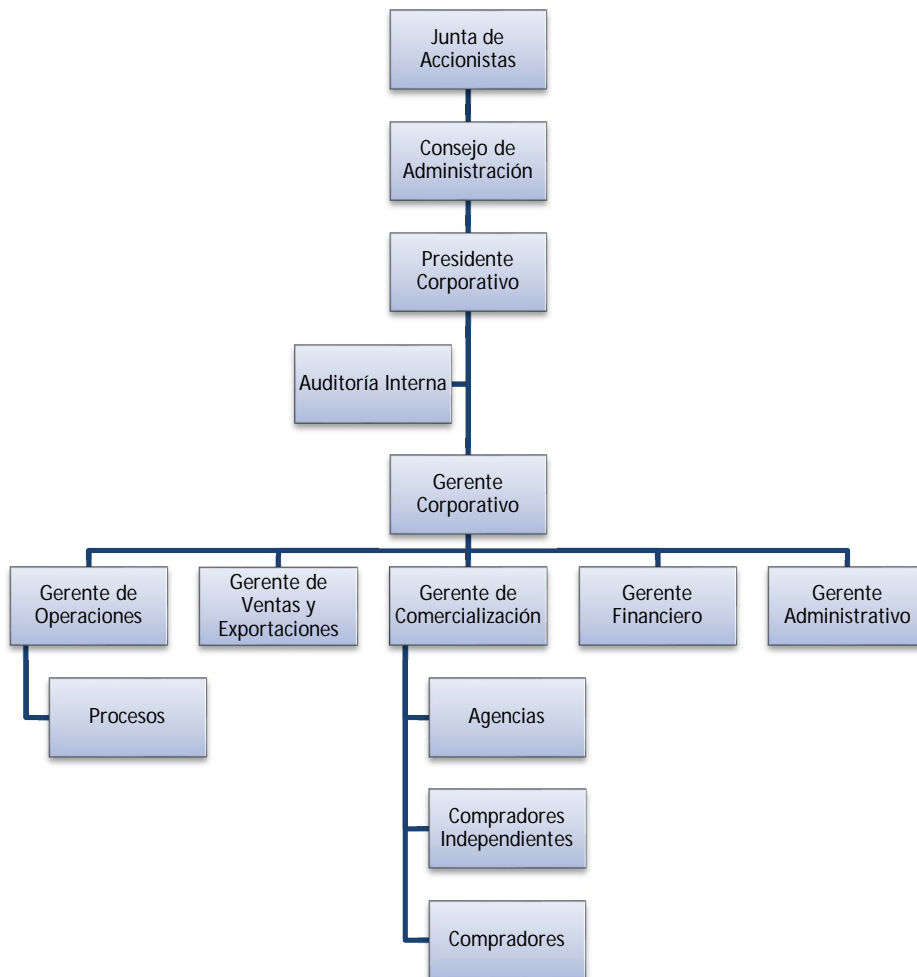 Junta de
Accionistas
Consejo de
Administración
Presidente
Corporativo
Auditoría Interna
Gerente
Corporativo
Gerente de
Operaciones
Gerente de
Ventas y
Exportaciones
Gerente de
Comercialización
Gerente
Financiero
Gerente
Administrativo
Procesos
Agencias
Compradores
Independientes
Compradores